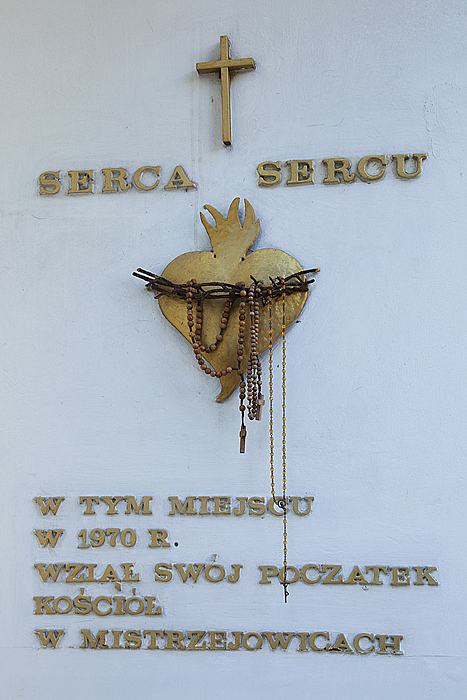 SERCA SERCU
W TYM MIEJSCU
W 1970 R.
WZIĄŁ SWÓJ POCZĄTEK
KOŚCIÓŁ
W MISTRZEJOWICACH